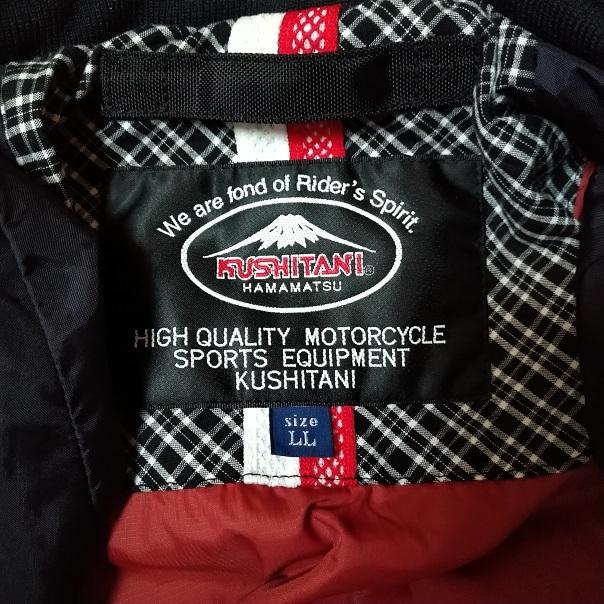 We are fond of Rider's Spirit.
KUSHITANI®
HAMAMATSU
HIGH QUALITY MOTORCYCLE
SPORTS EQUIPMENT
KUSHITANI
size
LL